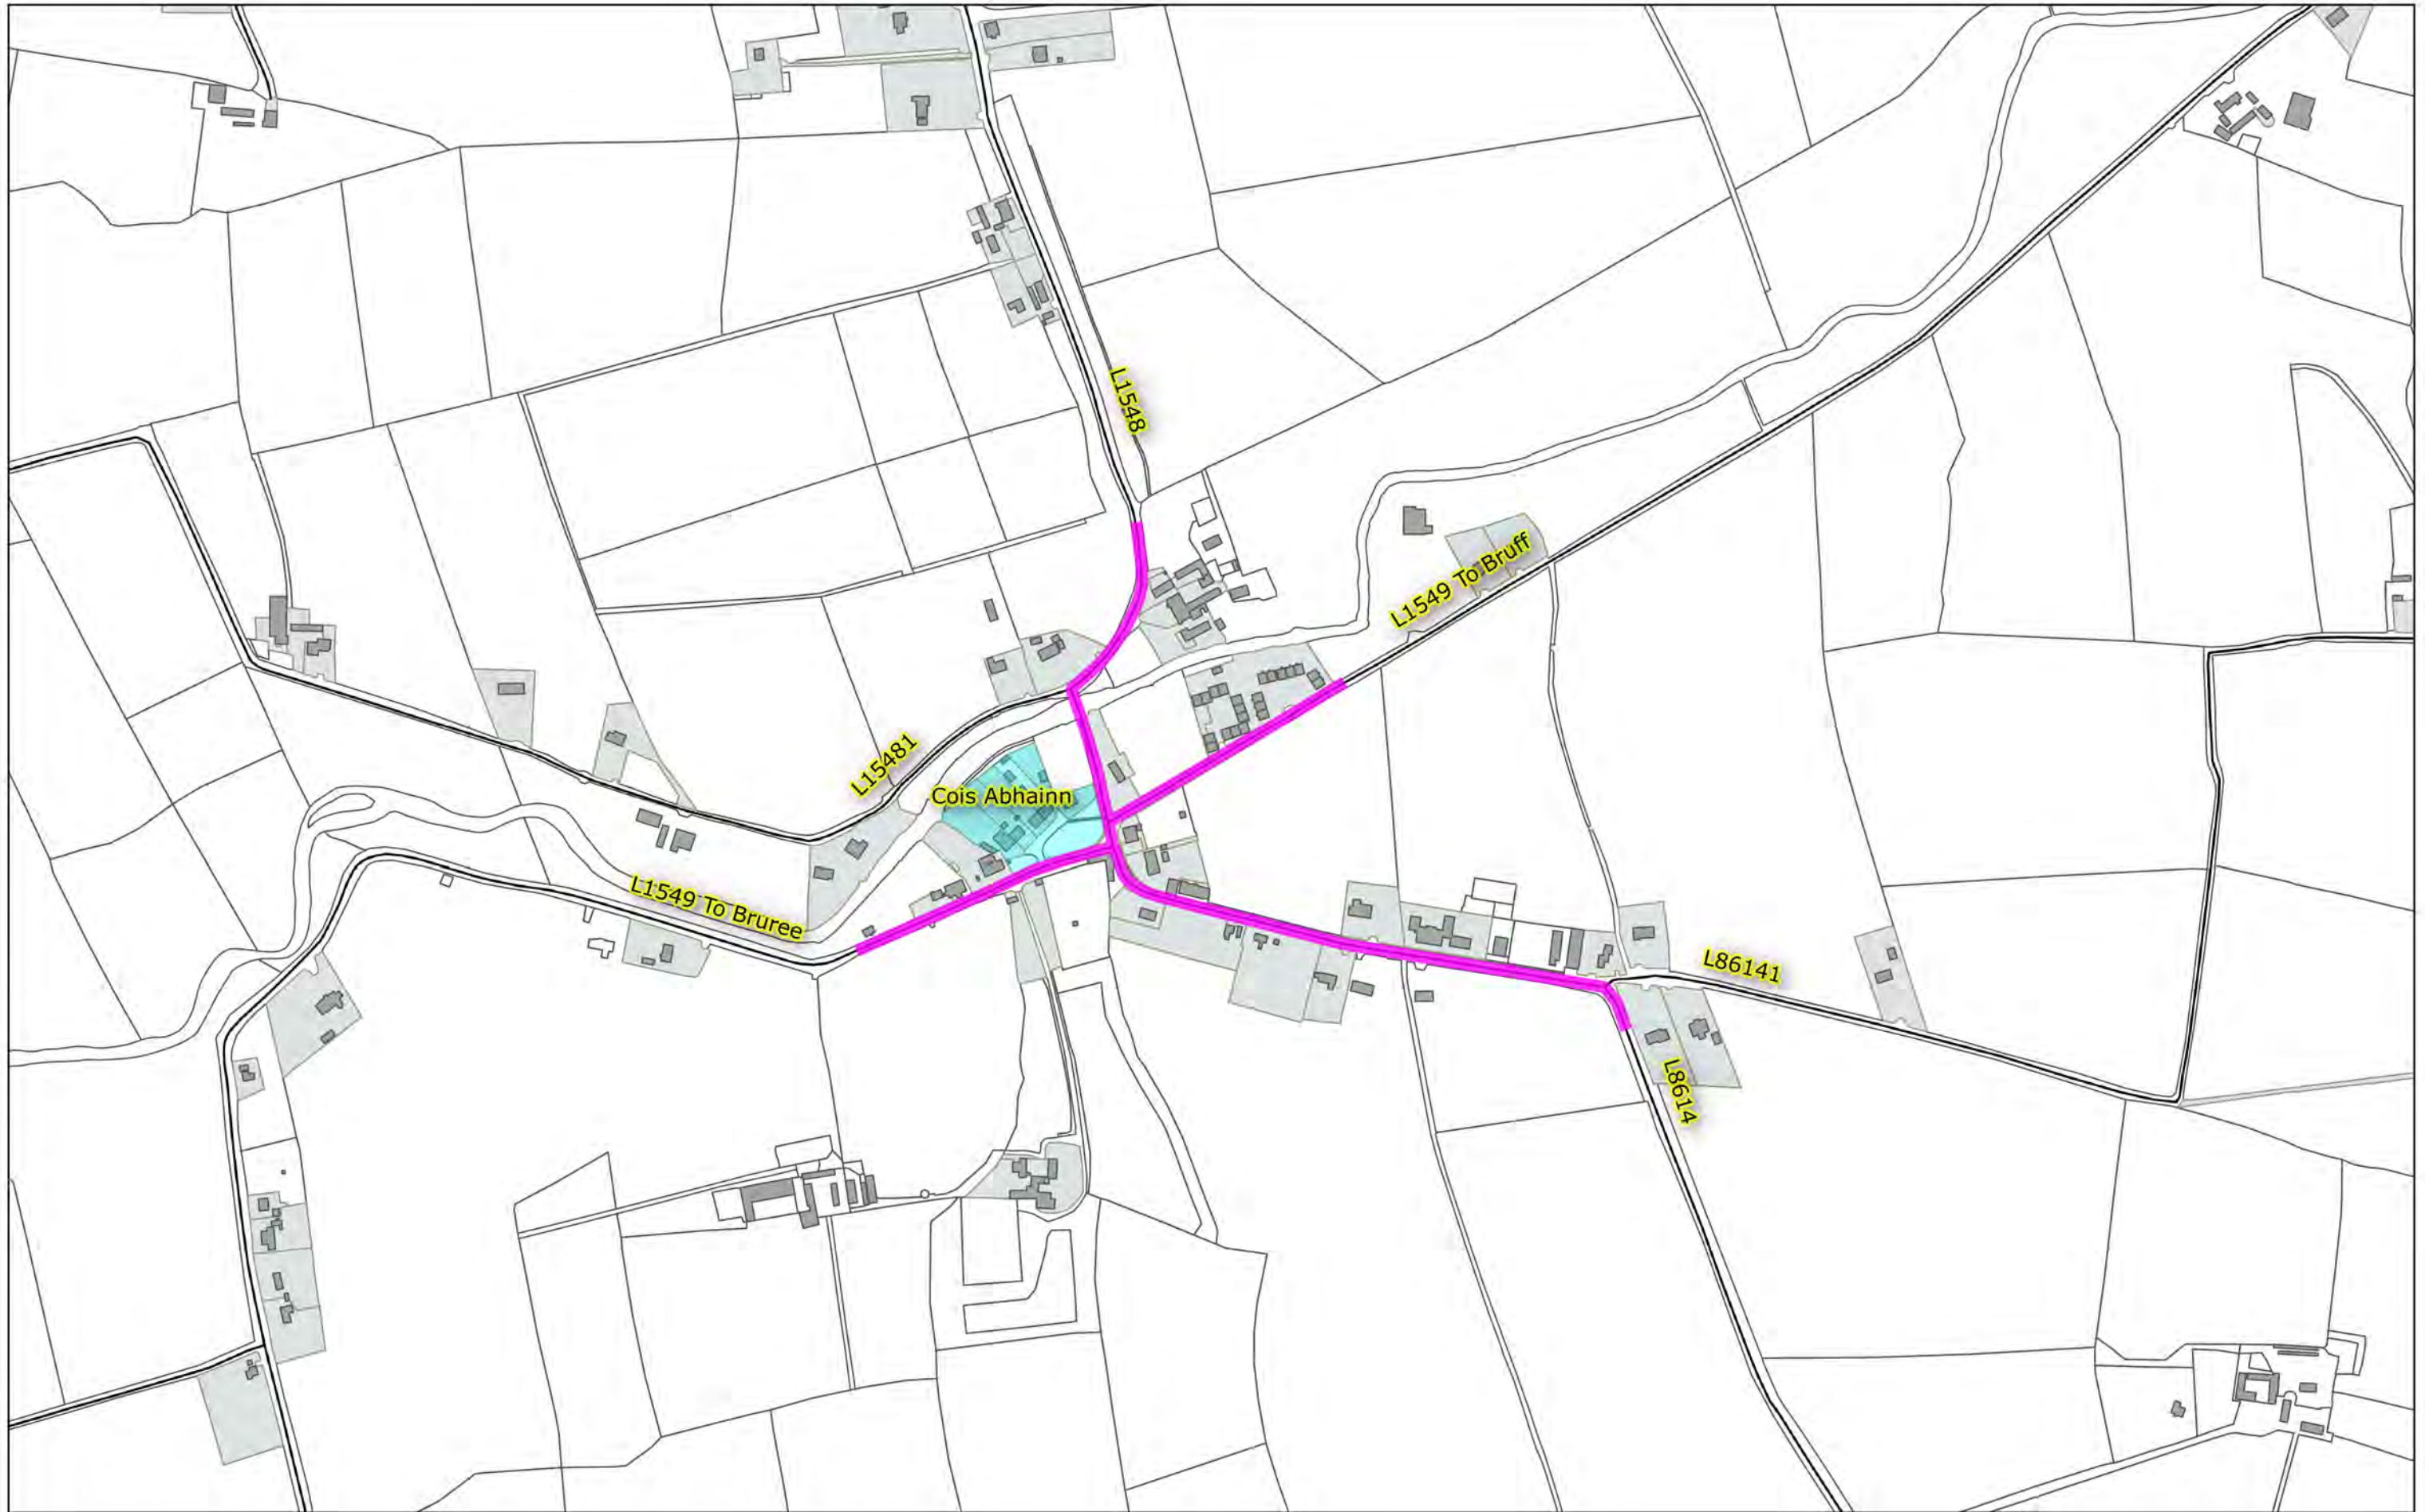 L1548
L1549 To Bruff
L15481
Cois Abhainn
L1549 To Bruree
L86141
L8614